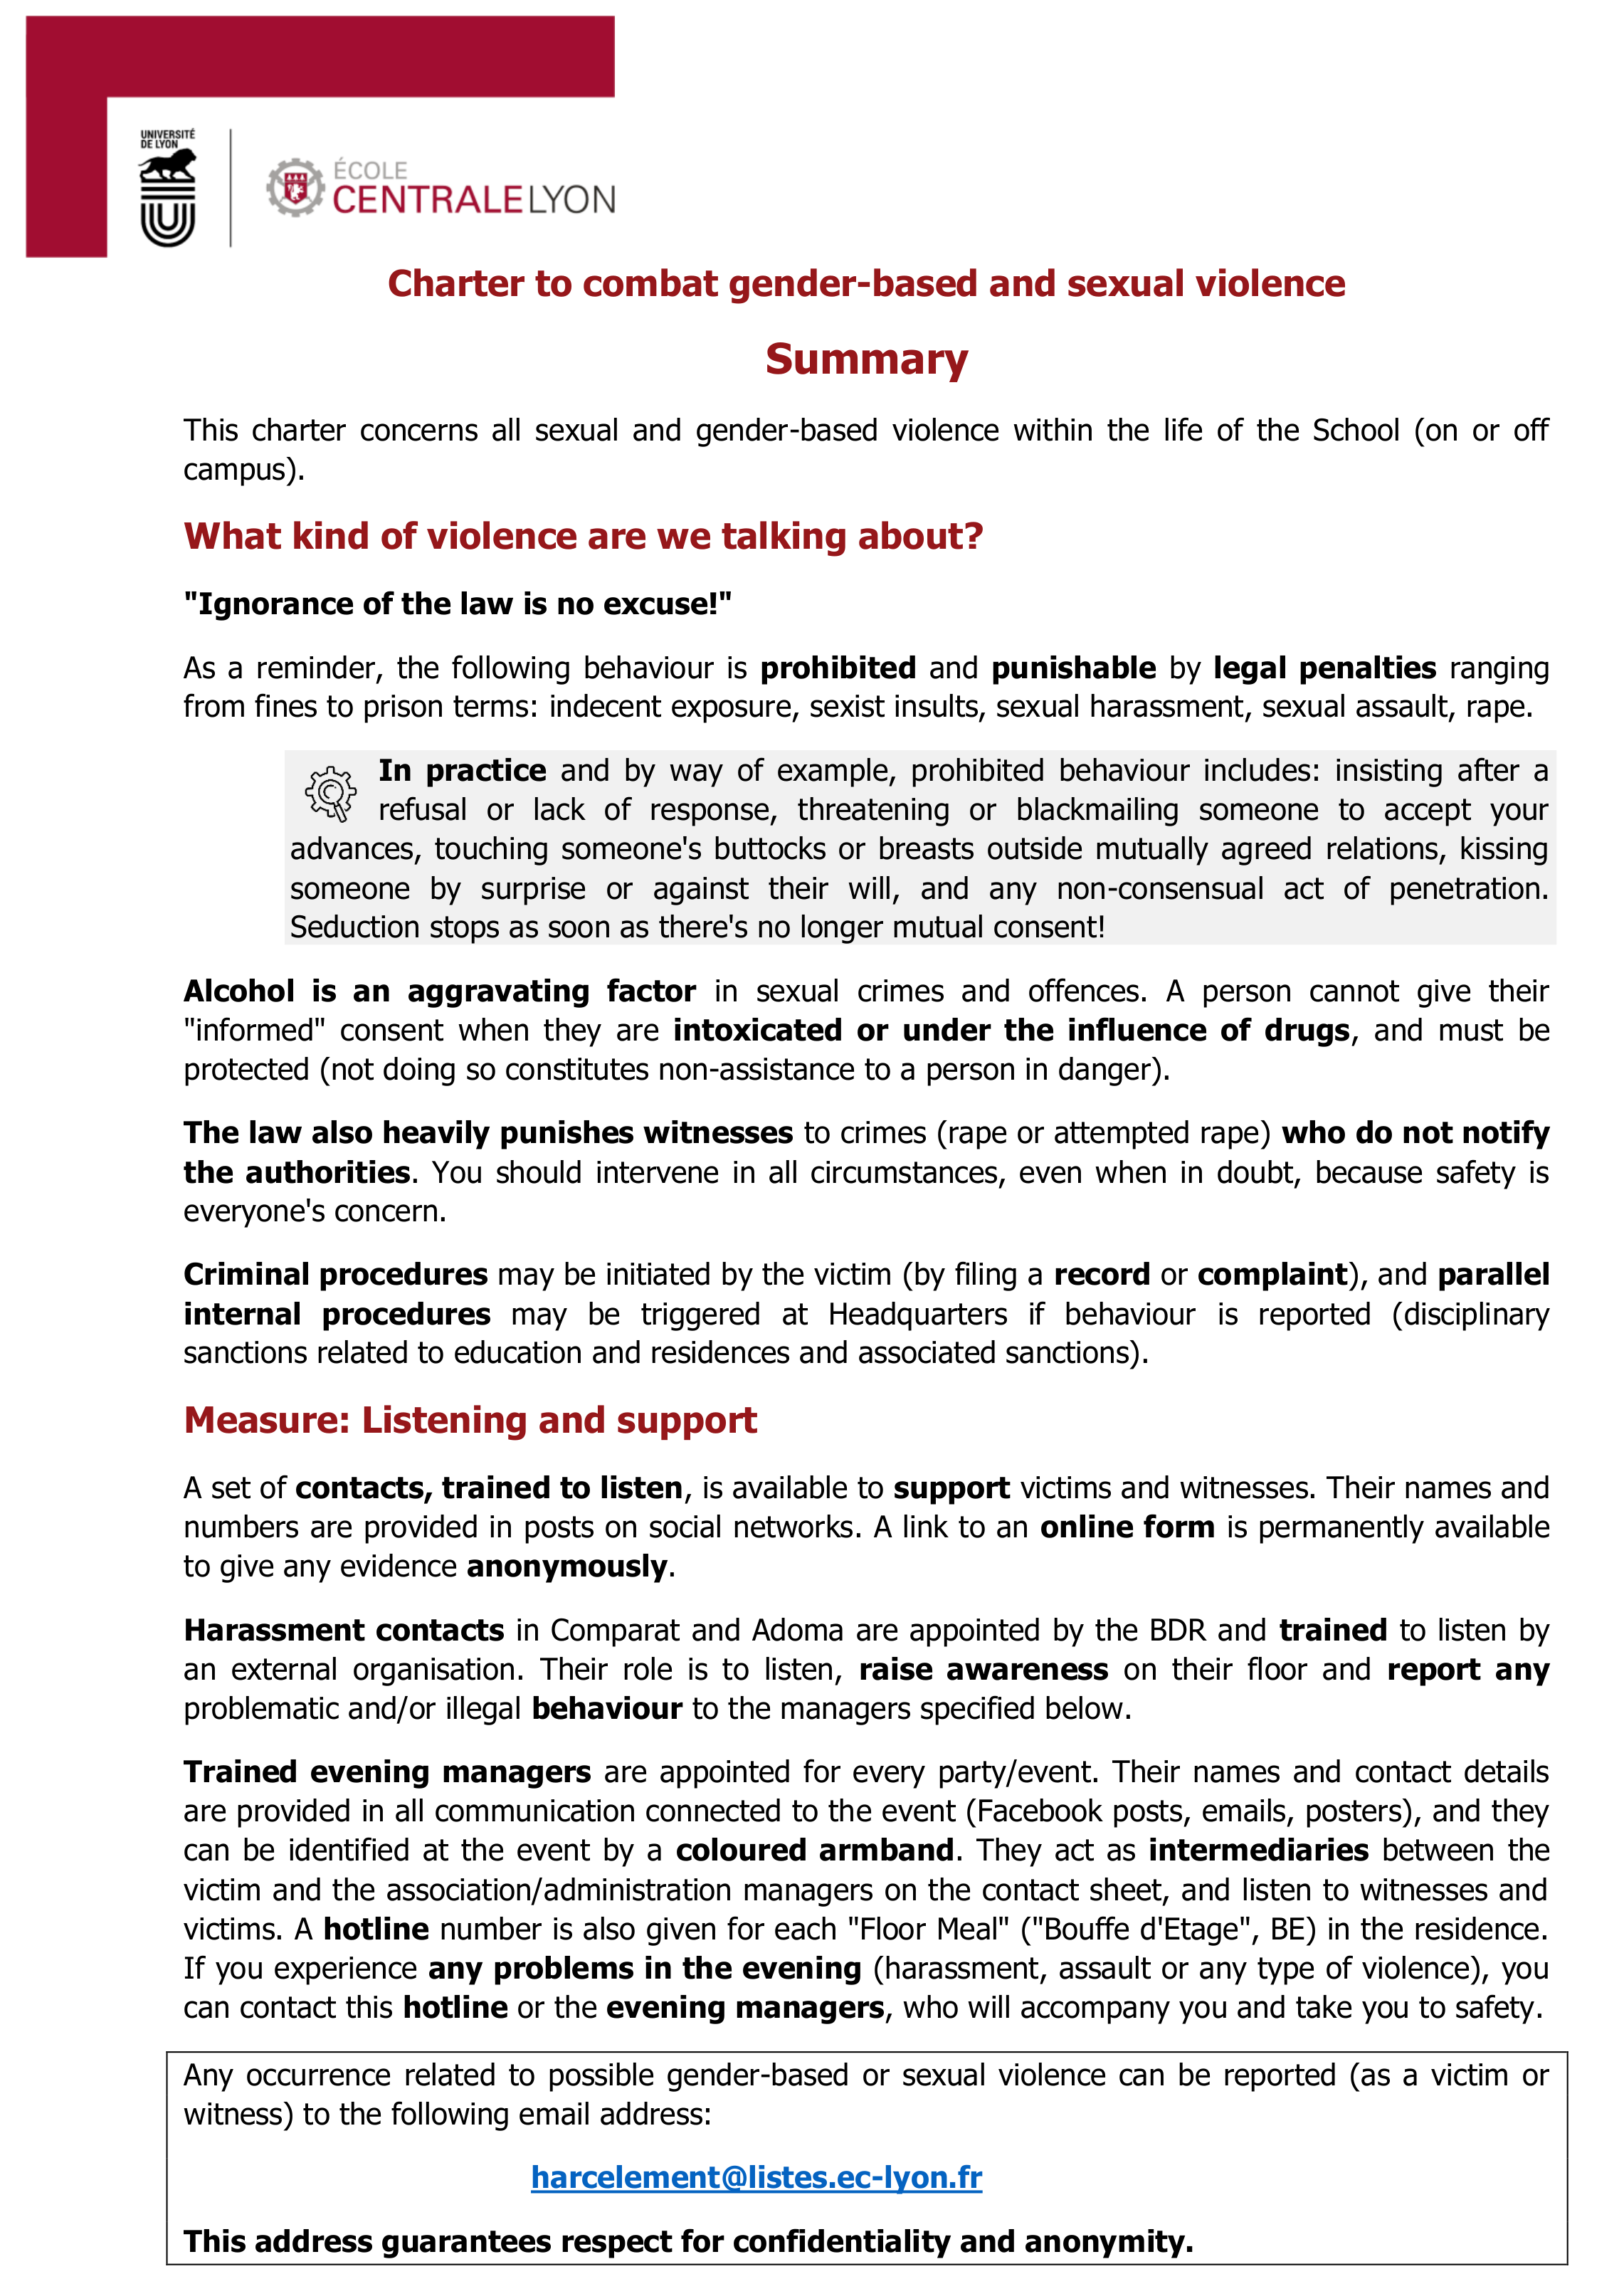 UNIVERSITÉ
DE LYON
ÉCOLE
CENTRALELYON
Charter to combat gender-based and sexual violence
Summary
This charter concerns all sexual and gender-based violence within the life of the School (on or off
campus).
What kind of violence are we talking about?
"Ignorance of the law is no excuse!"
As a reminder, the following behaviour is prohibited and punishable by legal penalties ranging
from fines to prison terms: indecent exposure, sexist insults, sexual harassment, sexual assault, rape.
In practice and by way of example, prohibited behaviour includes: insisting after a
refusal or lack of response, threatening or blackmailing someone to accept your
advances, touching someone's buttocks or breasts outside mutually agreed relations, kissing
someone by surprise or against their will, and any non-consensual act of penetration.
Seduction stops as soon as there's no longer mutual consent!
Alcohol is an aggravating factor in sexual crimes and offences. A person cannot give their
"informed" consent when they are intoxicated or under the influence of drugs, and must be
protected (not doing so constitutes non-assistance to a person in danger).
The law also heavily punishes witnesses to crimes (rape or attempted rape) who do not notify
the authorities. You should intervene in all circumstances, even when in doubt, because safety is
everyone's concern.
Criminal procedures may be initiated by the victim (by filing a record or complaint), and parallel
internal procedures may be triggered at Headquarters if behaviour is reported (disciplinary
sanctions related to education and residences and associated sanctions).
Measure: Listening and support
A set of contacts, trained to listen, is available to support victims and witnesses. Their names and
numbers are provided in posts on social networks. A link to an online form is permanently available
to give any evidence anonymously.
Harassment contacts in Comparat and Adoma are appointed by the BDR and trained to listen by
an external organisation. Their role is to listen, raise awareness on their floor and report any
problematic and/or illegal behaviour to the managers specified below.
Trained evening managers are appointed for every party/event. Their names and contact details
are provided in all communication connected to the event (Facebook posts, emails, posters), and they
can be identified at the event by a coloured armband. They act as intermediaries between the
victim and the association/administration managers on the contact sheet, and listen to witnesses and
victims. A hotline number is also given for each "Floor Meal" ("Bouffe d'Etage", BE) in the residence.
If you experience any problems in the evening (harassment, assault or any type of violence), you
can contact this hotline or the evening managers, who will accompany you and take you to safety.
Any occurrence related to possible gender-based or sexual violence can be reported (as a victim or
witness) to the following email address:
harcelement@listes.ec-lyon.fr
This address guarantees respect for confidentiality and anonymity.